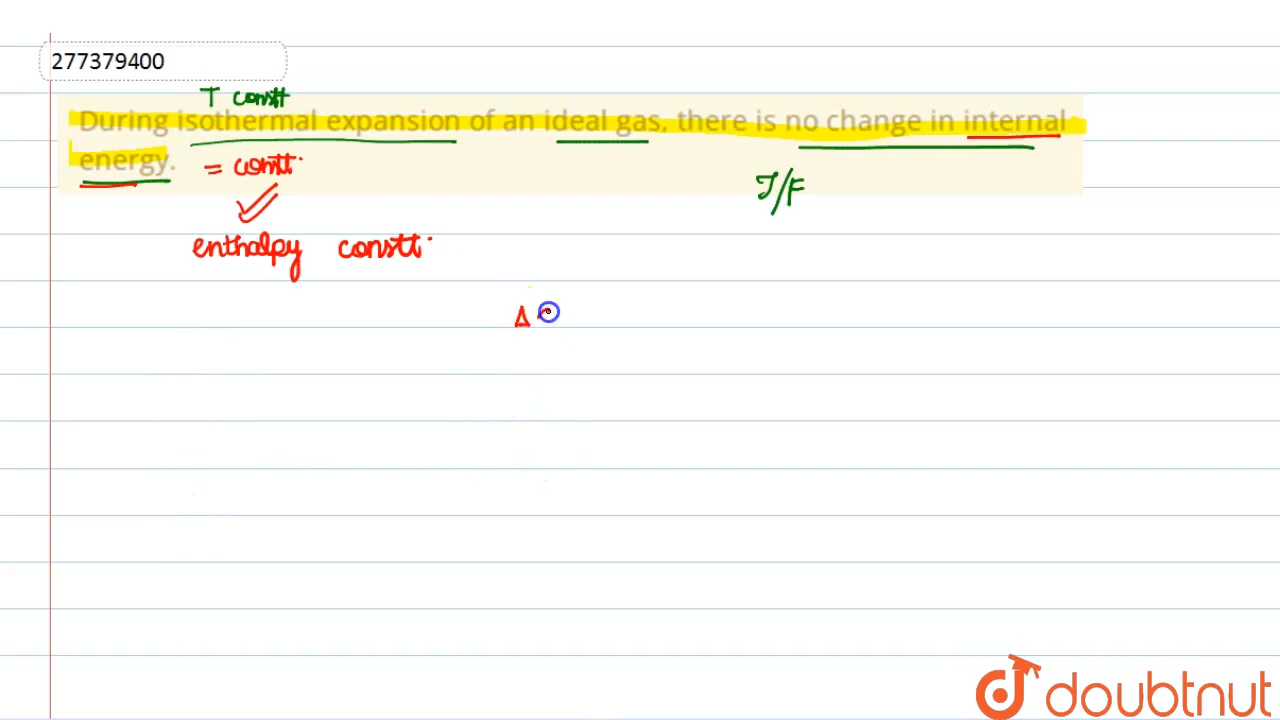 277379400
T constt
During isothermal expansion of an ideal gas, there is no change in internal
energy.
= constt.
T/F
enthalpy constt.
Δ
doubtnut